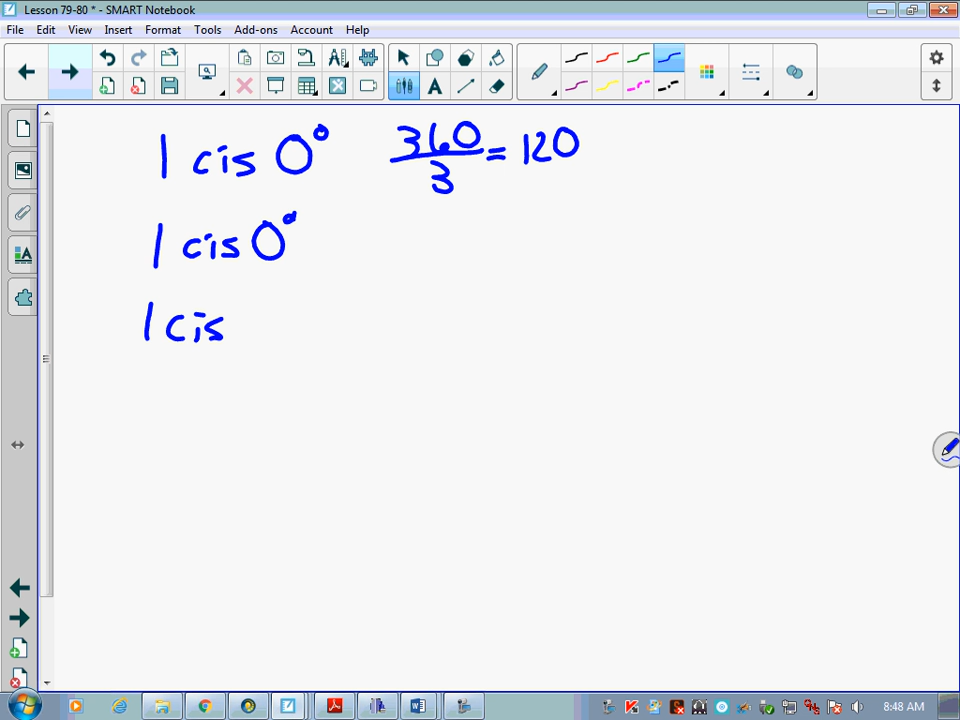 Lesson 79-80 * - SMART Notebook
File Edit View Insert Format Tools Add-ons Account Help
1 cis 0° 360/3 = 120
1 cis 0°
1 cis
8:48 AM